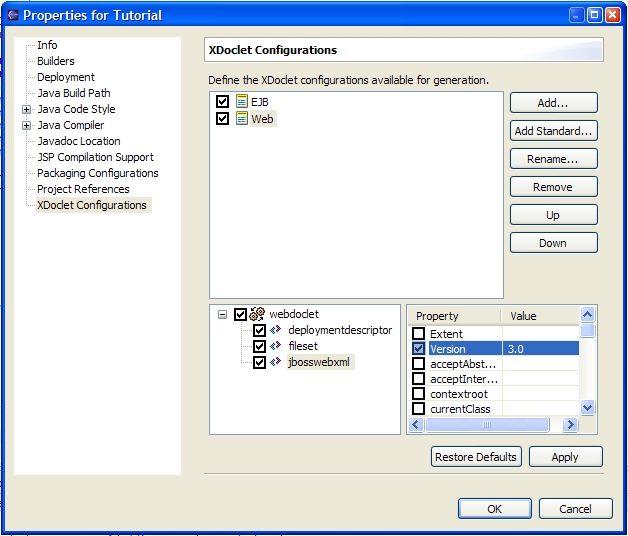 Properties for Tutorial
Info
Builders
Deployment
Java Build Path
Java Code Style
Java Compiler
Javadoc Location
JSP Compilation Support
Packaging Configurations
Project References
XDoclet Configurations
XDoclet Configurations
Define the XDoclet configurations available for generation.
EJB
Web
Add...
Add Standard...
Rename...
Remove
Up
Down
webdoclet
deploymentdescriptor
fileset
jbosswebxml
Property Value
Extent
Version 3.0
acceptAbst...
acceptInter...
contextroot
currentClass
Restore Defaults Apply
OK Cancel